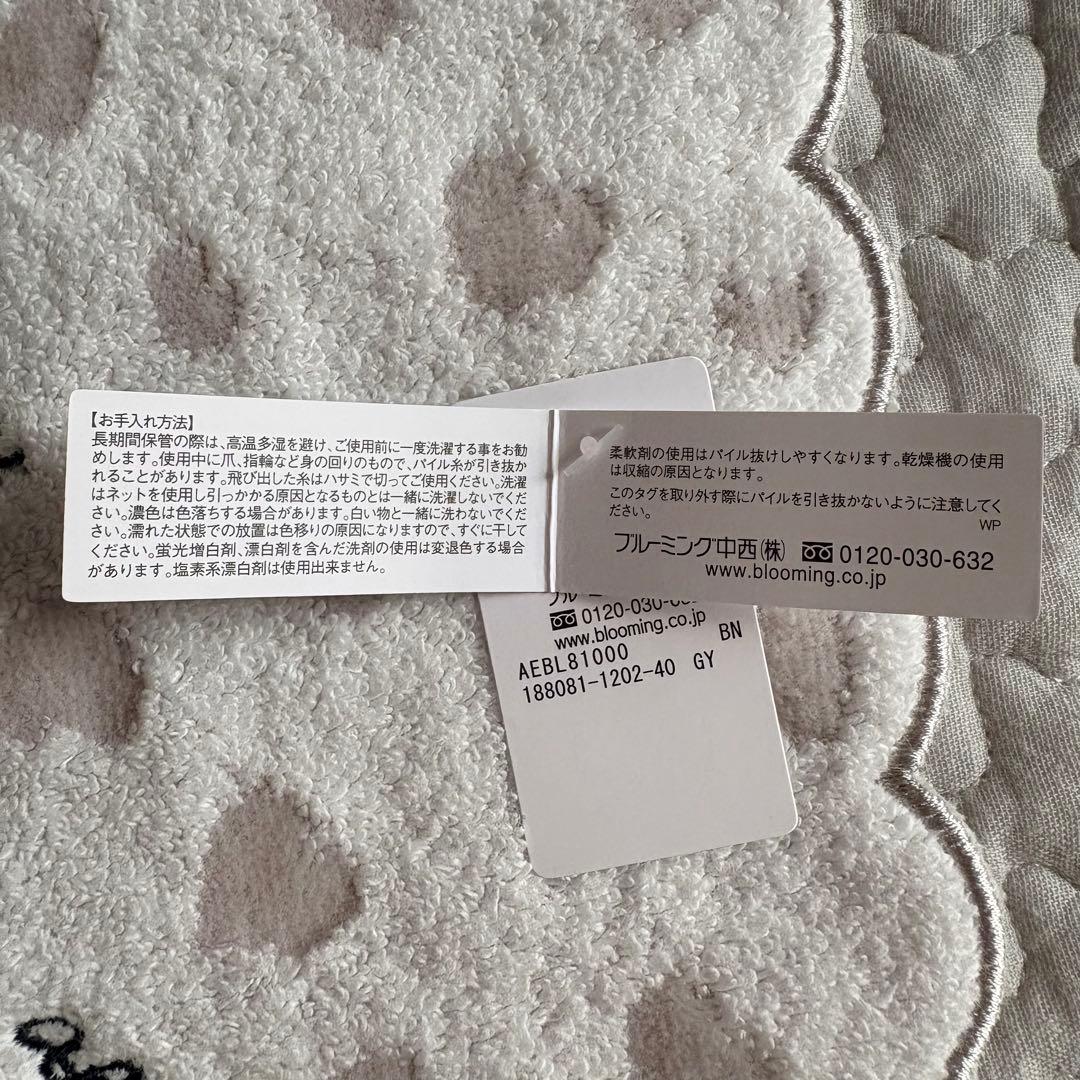 【お手入れ方法】
長期間保管の際は、高温多湿を避け、ご使用前に一度洗濯する事をお勧
めします。使用中に爪、指輪など身の回りのもので、パイル糸が引き抜か
れることがあります。飛び出した糸はハサミで切ってご使用ください。洗濯
はネットを使用し引っかかる原因となるものとは一緒に洗濯しないでくだ
さい。濃色は色落ちする場合があります。白い物と一緒に洗わないでくだ
さい。濡れた状態での放置は色移りの原因になりますので、すぐに干して
ください。蛍光増白剤、漂白剤を含んだ洗剤の使用は変退色する場合
があります。塩素系漂白剤は使用出来ません。
柔軟剤の使用はパイル抜けしやすくなります。乾燥機の使用
は収縮の原因となります。
このタグを取り外す際にパイルを引き抜かないように注意してく
ださい。
WP
ブルーミング中西(株) 0120-030-632
www.blooming.co.jp
0120-030-6
www.blooming.co.jp
BN
AEBL81000
188081-1202-40 GY